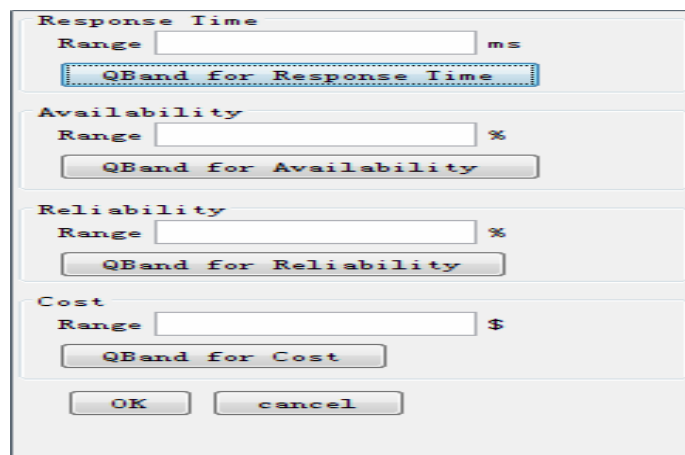 Response Time
Range ms
QBand for Response Time
Availability
Range %
QBand for Availability
Reliability
Range %
QBand for Reliability
Cost
Range $
QBand for Cost
OK cancel